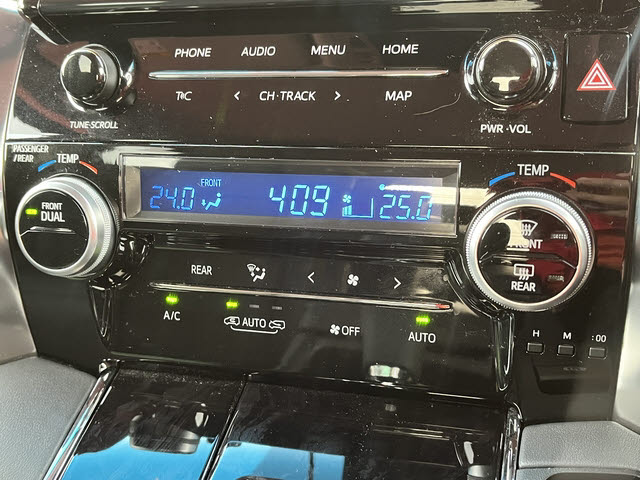 PHONE AUDIO MENU HOME
T·C < CH·TRACK > MAP
TUNE·SCROLL
PWR·VOL
PASSENGER
/REAR
TEMP
TEMP
FRONT
24.0 409 25.0
FRONT
DUAL
FRONT
REAR
REAR < >
A/C AUTO OFF AUTO
H M :00